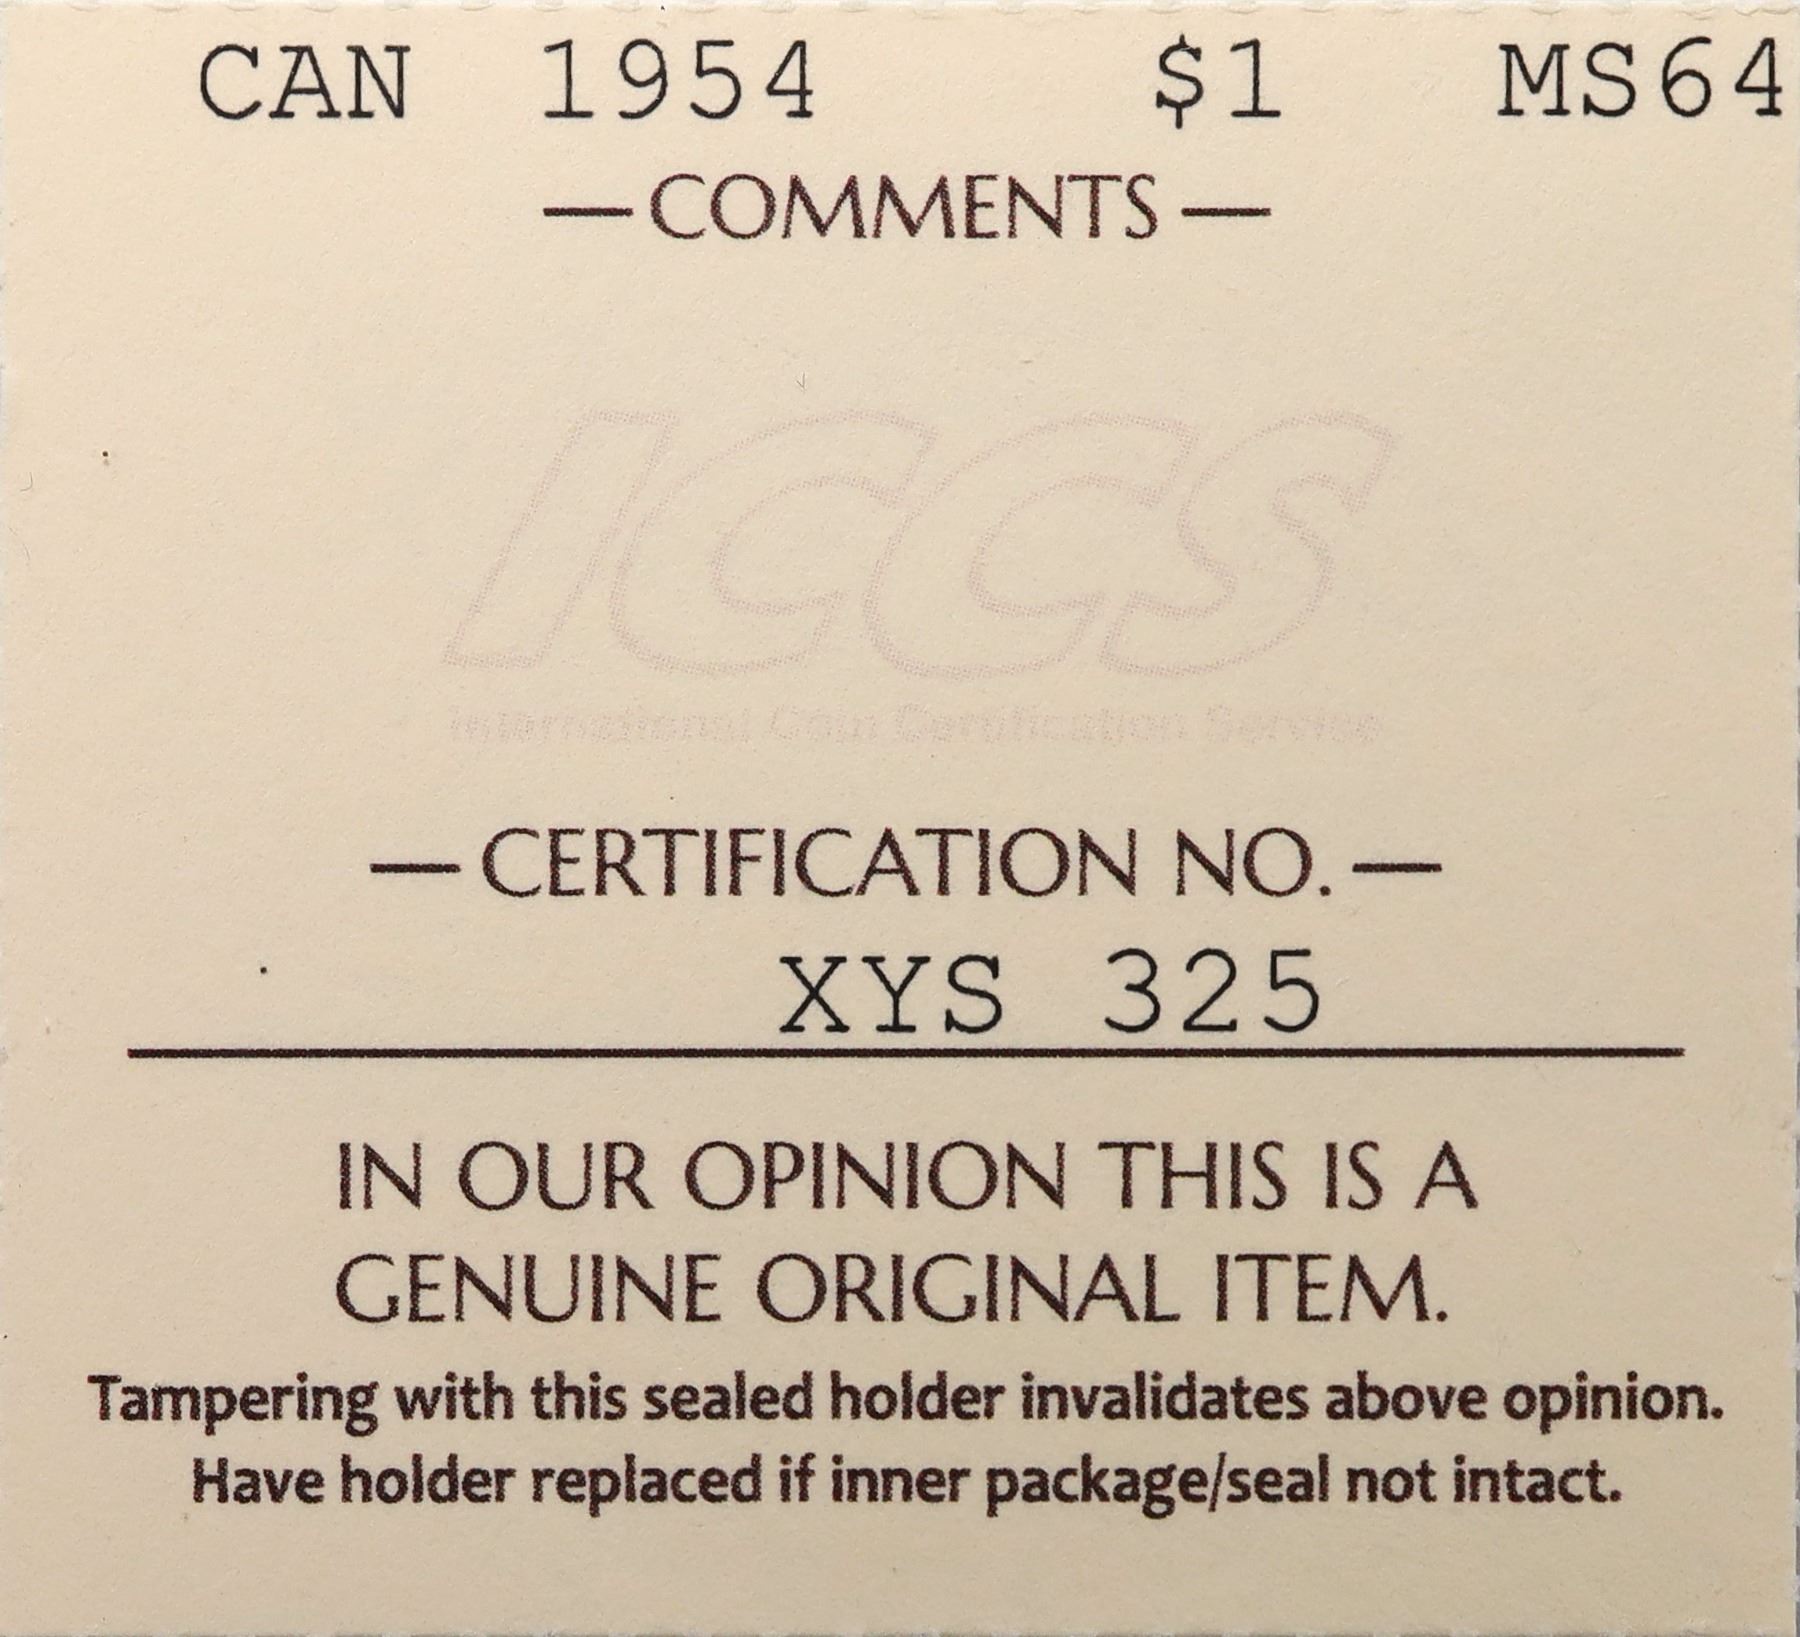 CAN 1954 $1 MS64
—COMMENTS—
ICCS
International Coin Certification Service
—CERTIFICATION NO.—
XYS 325
IN OUR OPINION THIS IS A
GENUINE ORIGINAL ITEM.
Tampering with this sealed holder invalidates above opinion.
Have holder replaced if inner package/seal not intact.